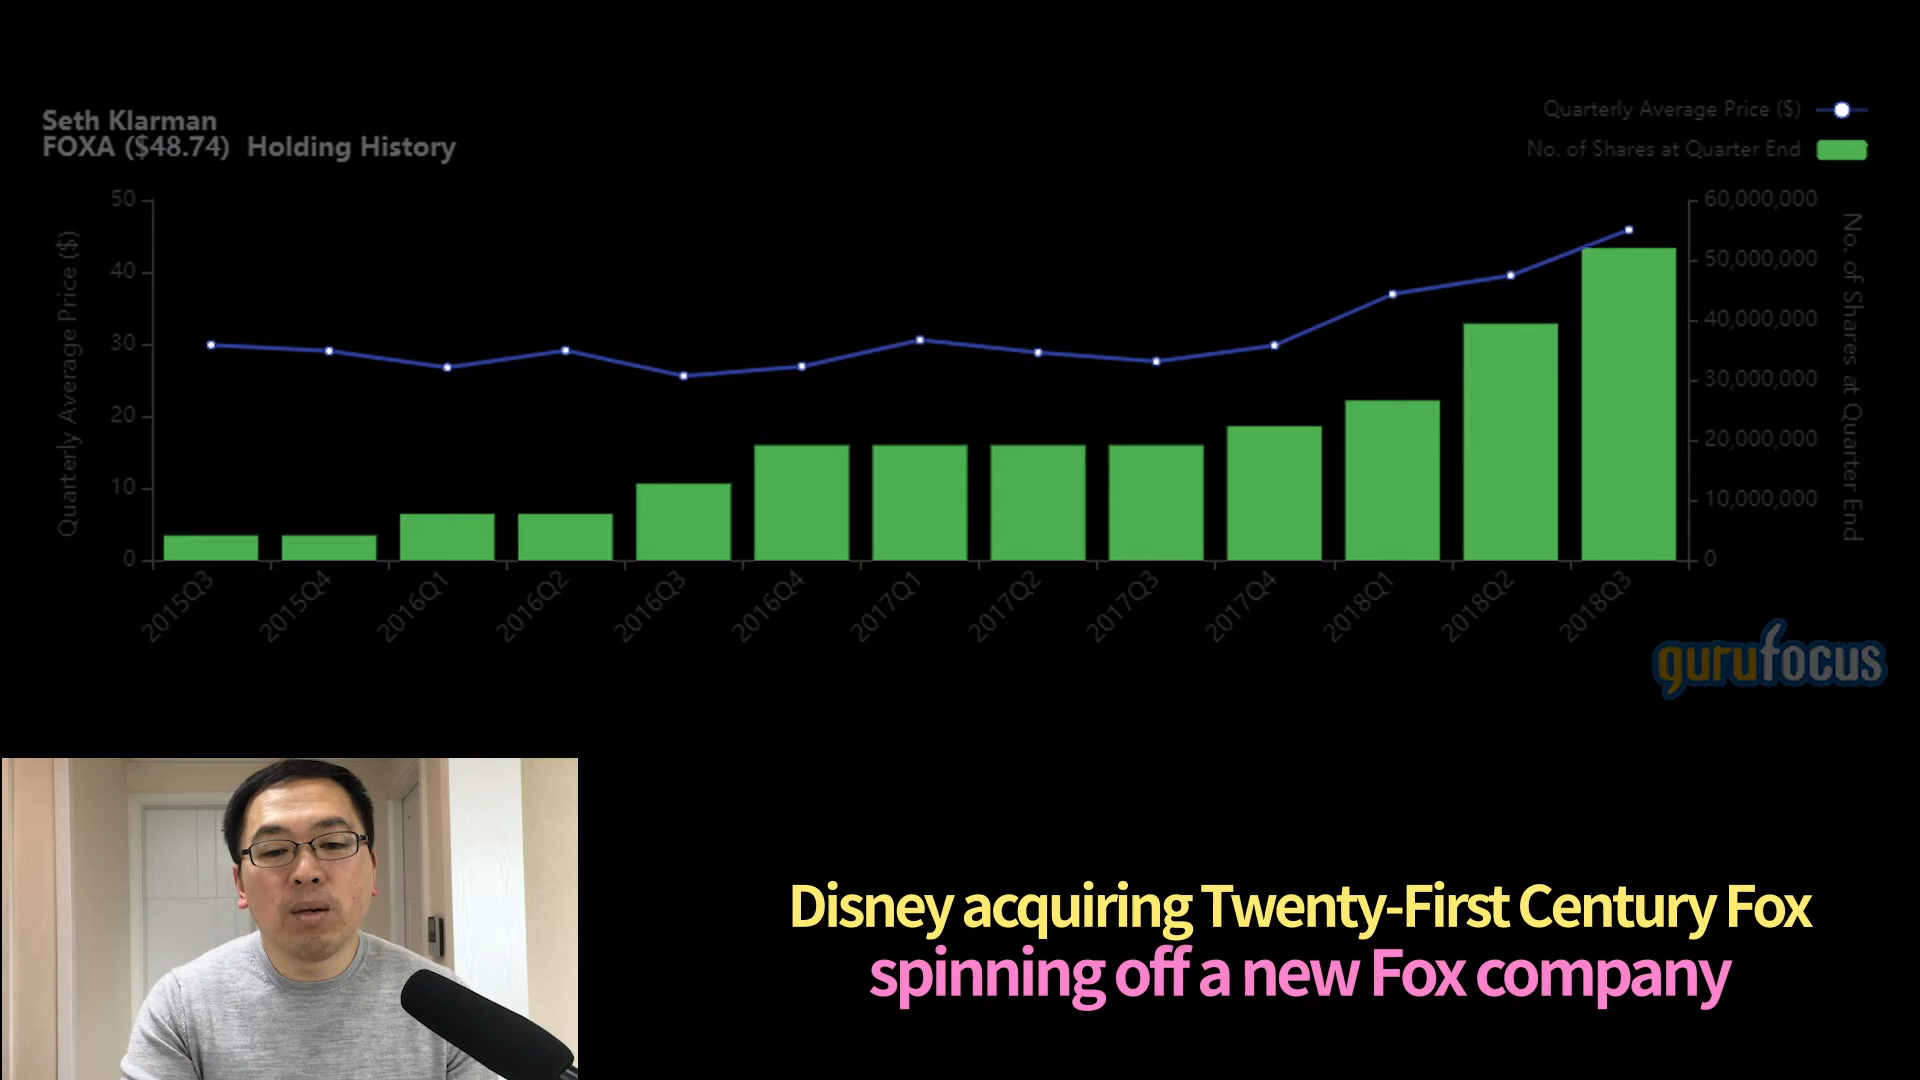 Seth Klarman
FOXA ($48.74) Holding History
Quarterly Average Price ($)
No. of Shares at Quarter End
50
40
30
20
10
0
Quarterly Average Price ($)
60,000,000
50,000,000
40,000,000
30,000,000
20,000,000
10,000,000
0
No. of Shares at Quarter End
2015Q3
2015Q4
2016Q1
2016Q2
2016Q3
2016Q4
2017Q1
2017Q2
2017Q3
2017Q4
2018Q1
2018Q2
2018Q3
gurufocus
Disney acquiring Twenty-First Century Fox
spinning off a new Fox company